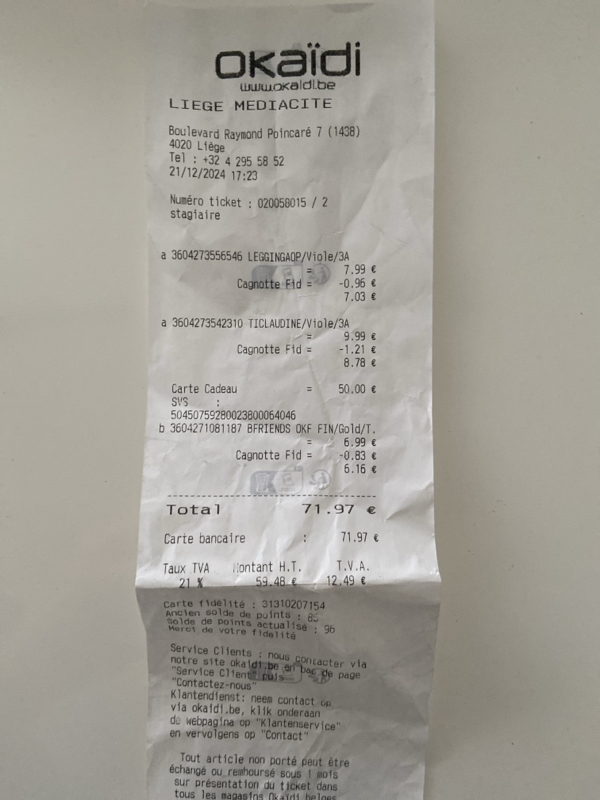 OKaïdi
www.okaidi.be
LIEGE MEDIACITE
Boulevard Raymond Poincaré 7 (1438)
4020 Liège
Tel : +32 4 295 58 52
21/12/2024 17:23
Numéro ticket : 020058015 / 2
stagiaire
a 3604273556546 LEGGINGAOP/Viole/3A
= 7.99 €
Cagnotte Fid = -0.96 €
7.03 €
a 3604273542310 TICLAUDINE/Viole/3A
= 9.99 €
Cagnotte Fid = -1.21 €
8.78 €
Carte Cadeau = 50.00 €
SVS :
50450759280023800064046
b 3604271081187 BFRIENDS OKF FIN/Gold/T.
= 6.99 €
Cagnotte Fid = -0.83 €
6.16 €
Total 71.97 €
Carte bancaire : 71.97 €
Taux TVA Montant H.T. T.V.A.
21 % 59.48 € 12.49 €
Carte fidélité : 31310207154
Ancien solde de points :
Solde de points actualisé : 96
Merci de votre fidelité
Service Clients : nous contacter via
notre site okaidi.be en bas de page
"Service Client" puis
"Contactez-nous"
Klantendienst: neem contact op
via okaidi.be, klik onderaan
de webpagina op "Klantenservice"
en vervolgens op "Contact"
Tout article non porté peut être
échangé ou remboursé sous 1 mois
sur présentation du ticket dans
tous les magasins Okaïdi belges